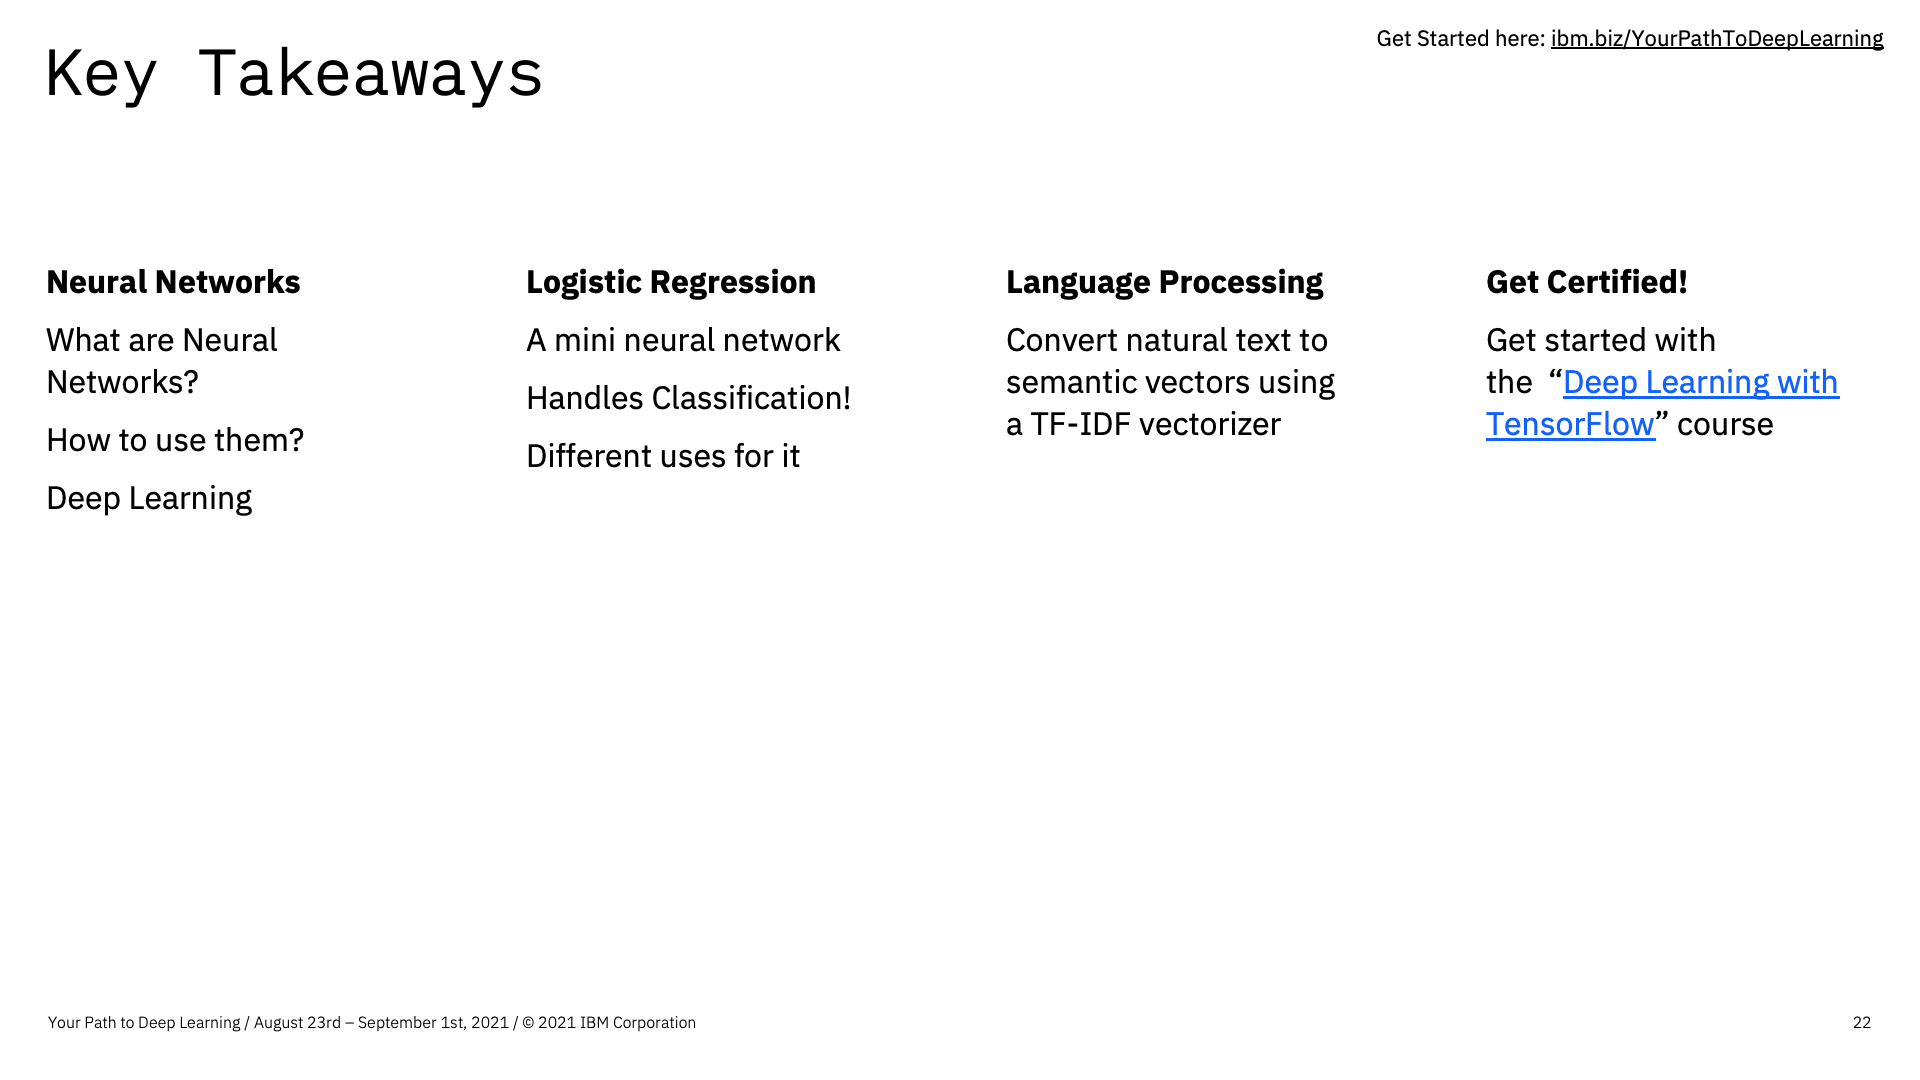 Key Takeaways
Get Started here: ibm.biz/YourPathToDeepLearning
Neural Networks
What are Neural
Networks?
How to use them?
Deep Learning
Logistic Regression
A mini neural network
Handles Classification!
Different uses for it
Language Processing
Convert natural text to
semantic vectors using
a TF-IDF vectorizer
Get Certified!
Get started with
the  “Deep Learning with
TensorFlow” course
Your Path to Deep Learning / August 23rd – September 1st, 2021 / © 2021 IBM Corporation
22